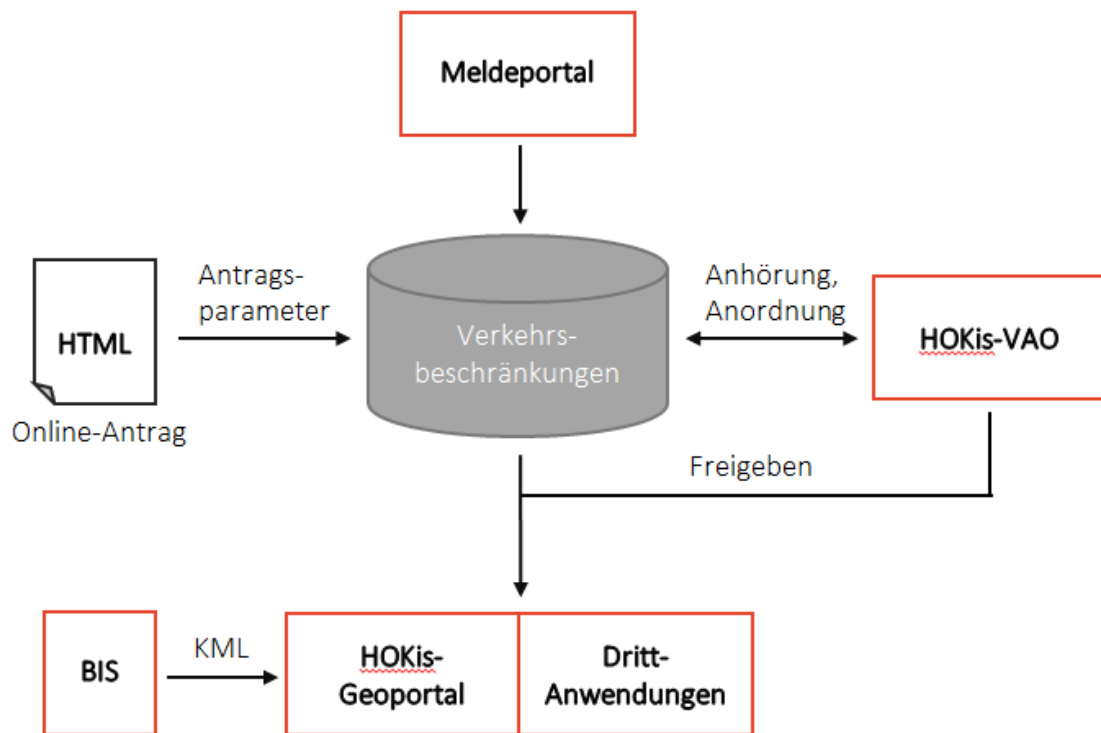 Meldeportal
Antrags-
parameter
Anhörung,
Anordnung
HTML
Verkehrs-
beschränkungen
HOKis-VAO
Online-Antrag
Freigeben
BIS
KML
HOKis-
Geoportal
Dritt-
Anwendungen